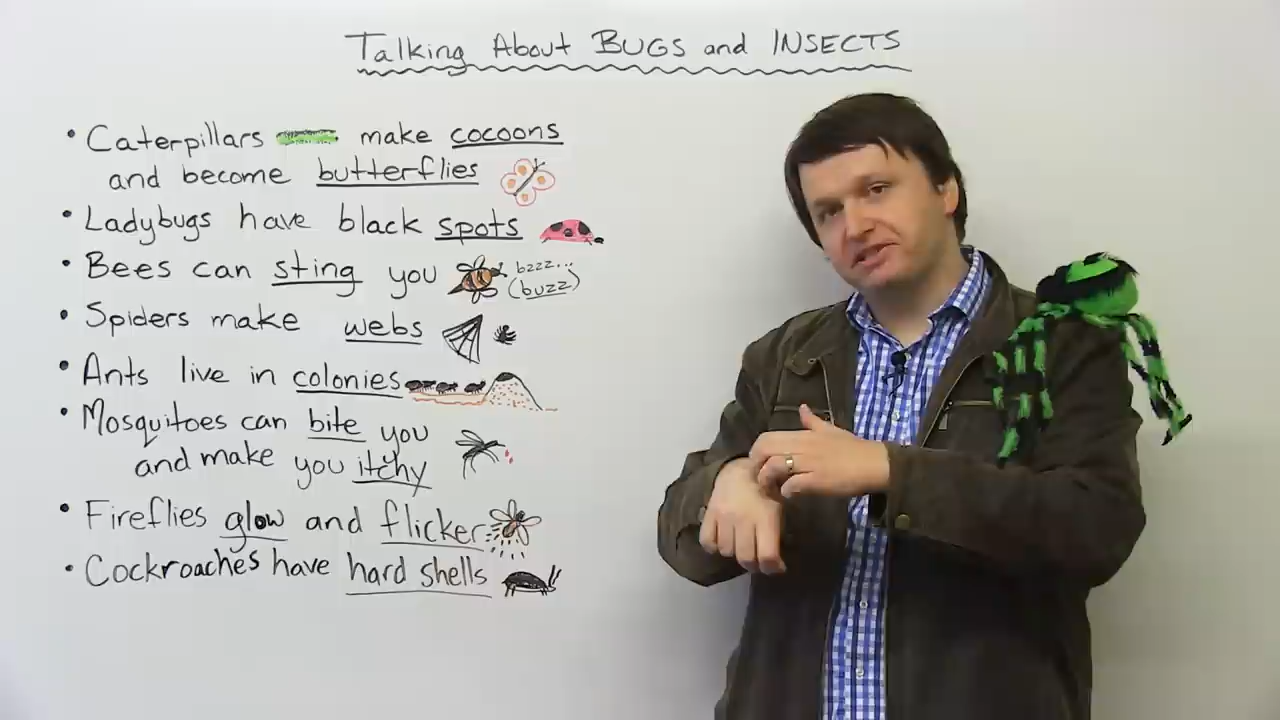 Talking About BUGS and INSECTS
• Caterpillars make cocoons
and become butterflies
• Ladybugs have black spots
• Bees can sting you bzzz...
(buzz)
• Spiders make webs
• Ants live in colonies
• Mosquitoes can bite you
and make you itchy
• Fireflies glow and flicker
• Cockroaches have hard shells